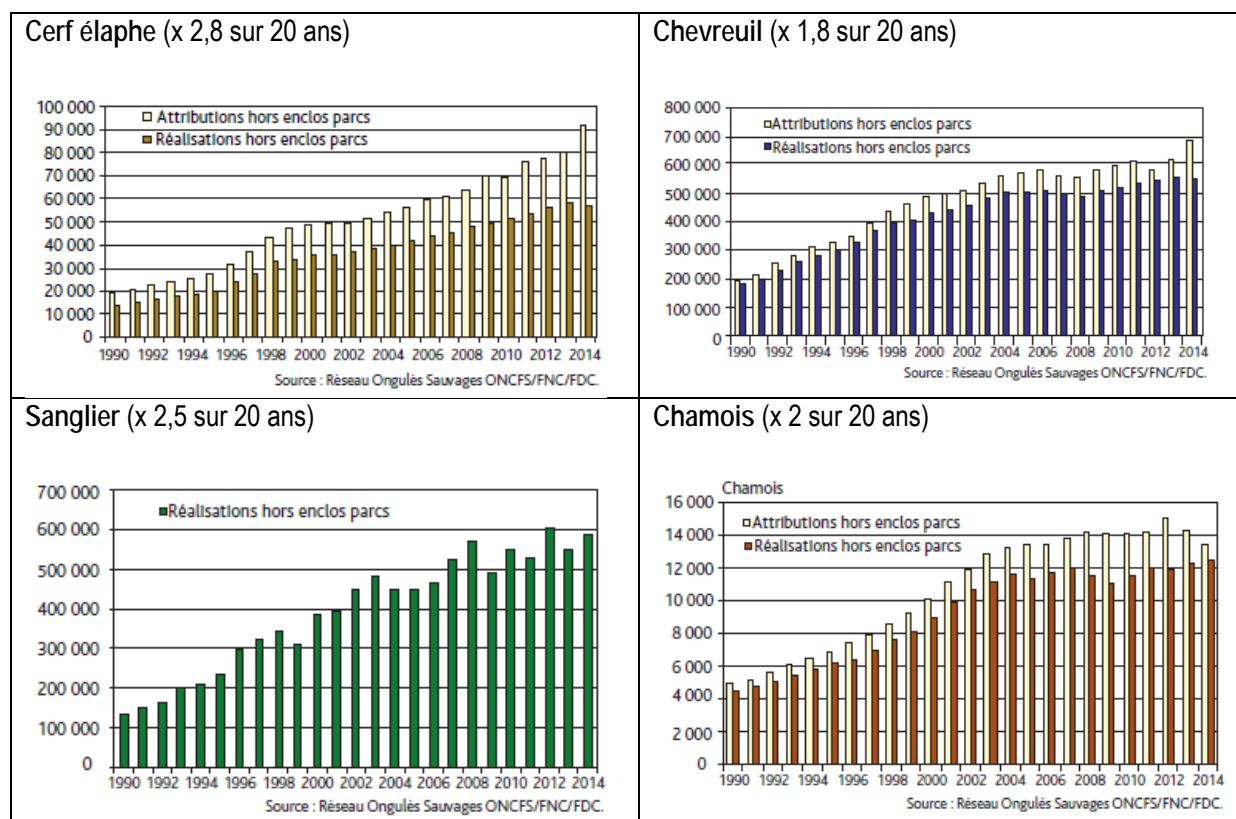 Cerf élaphe (x 2,8 sur 20 ans)
100 000
90 000
80 000
70 000
60 000
50 000
40 000
30 000
20 000
10 000
0
Attributions hors enclos parcs
Réalisations hors enclos parcs
1990 1992 1994 1996 1998 2000 2002 2004 2006 2008 2010 2012 2014
Source : Réseau Ongulés Sauvages ONCFS/FNC/FDC.
Chevreuil (x 1,8 sur 20 ans)
800 000
700 000
600 000
500 000
400 000
300 000
200 000
100 000
0
Attributions hors enclos parcs
Réalisations hors enclos parcs
1990 1992 1994 1996 1998 2000 2002 2004 2006 2008 2010 2012 2014
Source : Réseau Ongulés Sauvages ONCFS/FNC/FDC.
Sanglier (x 2,5 sur 20 ans)
700 000
600 000
500 000
400 000
300 000
200 000
100 000
0
Réalisations hors enclos parcs
1990 1992 1994 1996 1998 2000 2002 2004 2006 2008 2010 2012 2014
Source : Réseau Ongulés Sauvages ONCFS/FNC/FDC.
Chamois (x 2 sur 20 ans)
Chamois
16 000
14 000
12 000
10 000
8 000
6 000
4 000
2 000
0
Attributions hors enclos parcs
Réalisations hors enclos parcs
1990 1992 1994 1996 1998 2000 2002 2004 2006 2008 2010 2012 2014
Source : Réseau Ongulés Sauvages ONCFS/FNC/FDC.